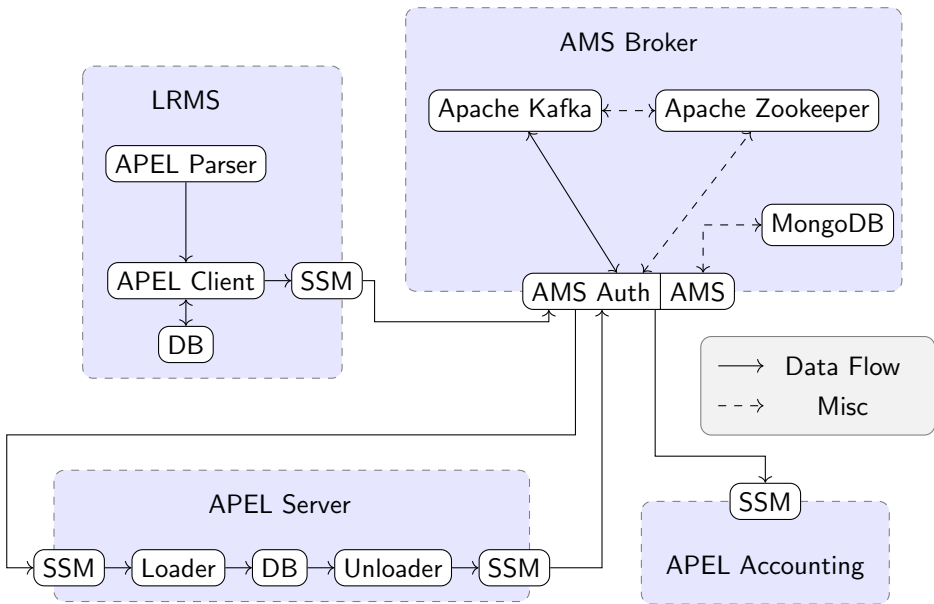 AMS Broker
LRMS
Apache Kafka
Apache Zookeeper
APEL Parser
MongoDB
APEL Client
SSM
AMS Auth
AMS
DB
Data Flow
Misc
APEL Server
SSM
APEL Accounting
SSM
Loader
DB
Unloader
SSM